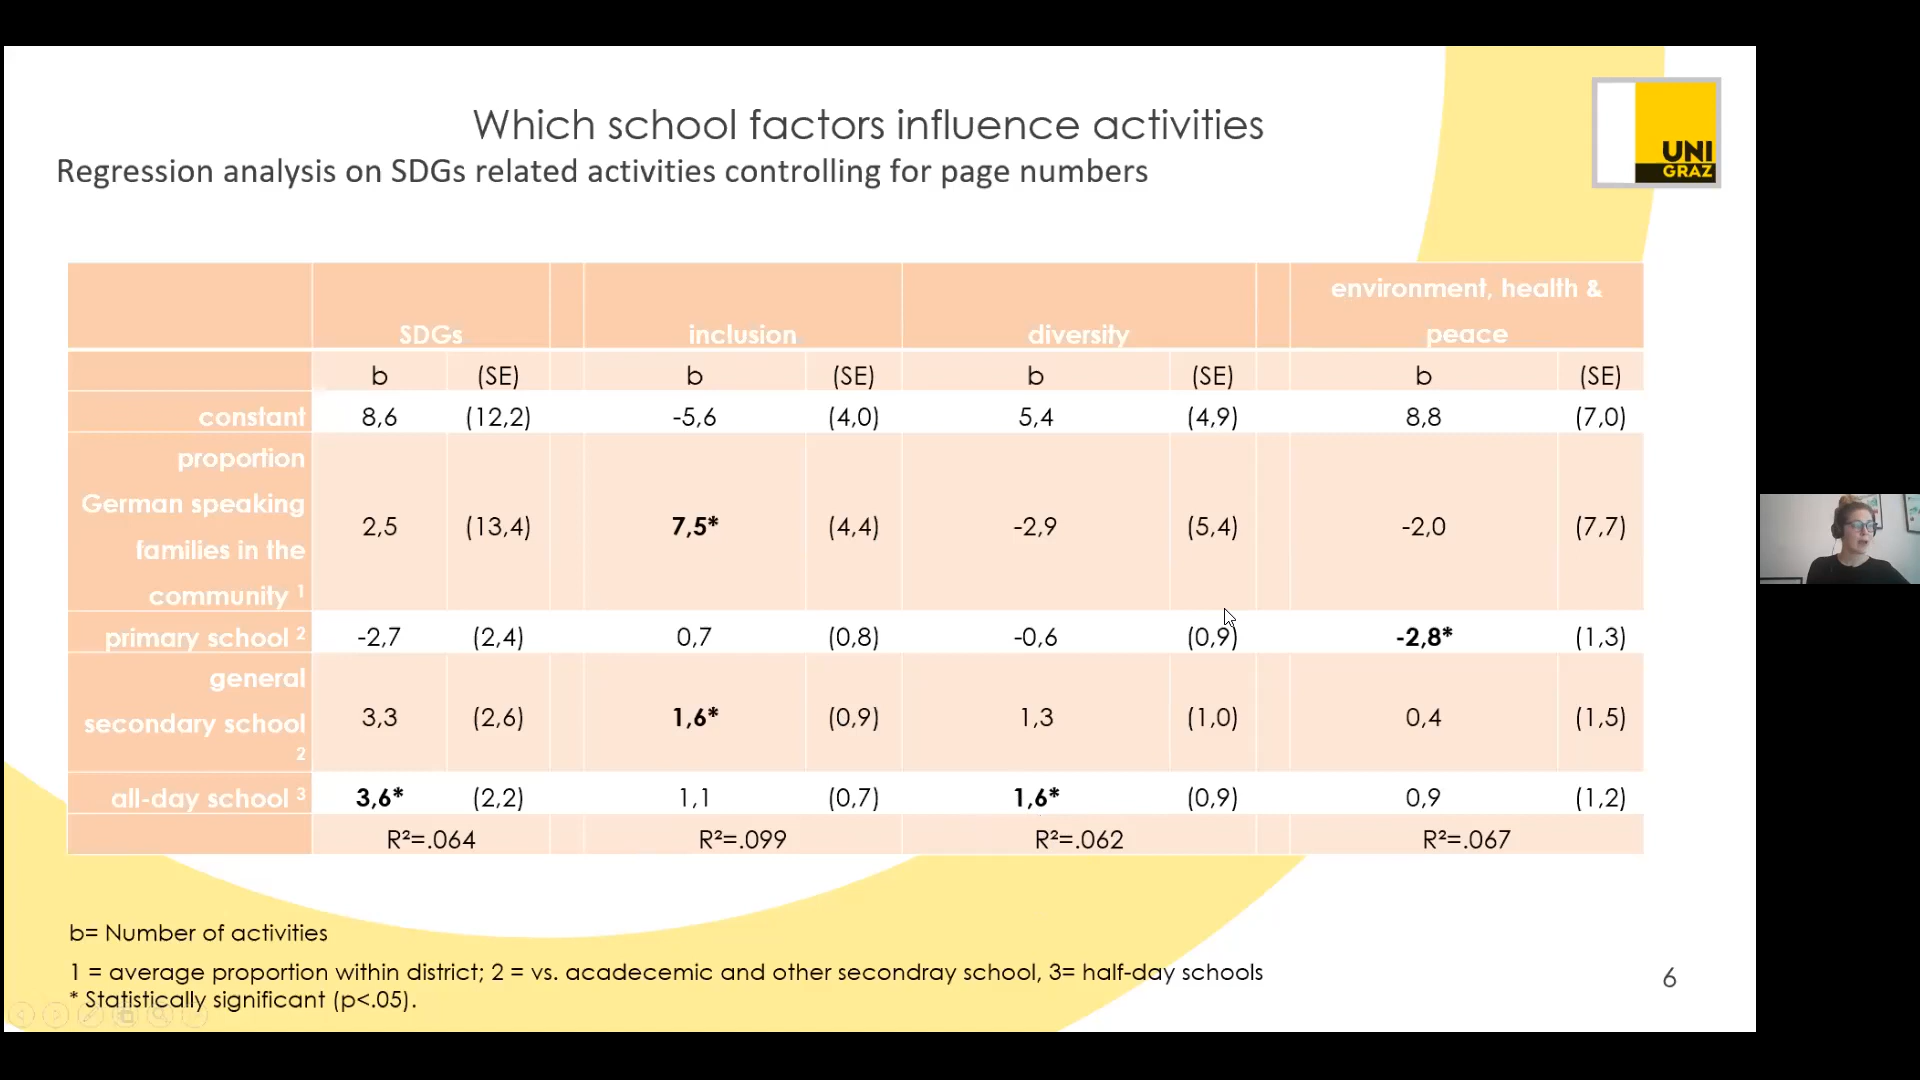 Which school factors influence activities
Regression analysis on SDGs related activities controlling for page numbers
UNI
GRAZ
SDGs inclusion diversity environment, health & peace
b (SE) b (SE) b (SE) b (SE)
constant 8,6 (12,2) -5,6 (4,0) 5,4 (4,9) 8,8 (7,0)
proportion German speaking families in the community ¹ 2,5 (13,4) 7,5* (4,4) -2,9 (5,4) -2,0 (7,7)
primary school ² -2,7 (2,4) 0,7 (0,8) -0,6 (0,9) -2,8* (1,3)
general secondary school ² 3,3 (2,6) 1,6* (0,9) 1,3 (1,0) 0,4 (1,5)
all-day school ³ 3,6* (2,2) 1,1 (0,7) 1,6* (0,9) 0,9 (1,2)
R²=.064 R²=.099 R²=.062 R²=.067
b= Number of activities
1 = average proportion within district; 2 = vs. acadecemic and other secondray school, 3= half-day schools
* Statistically significant (p<.05).
6